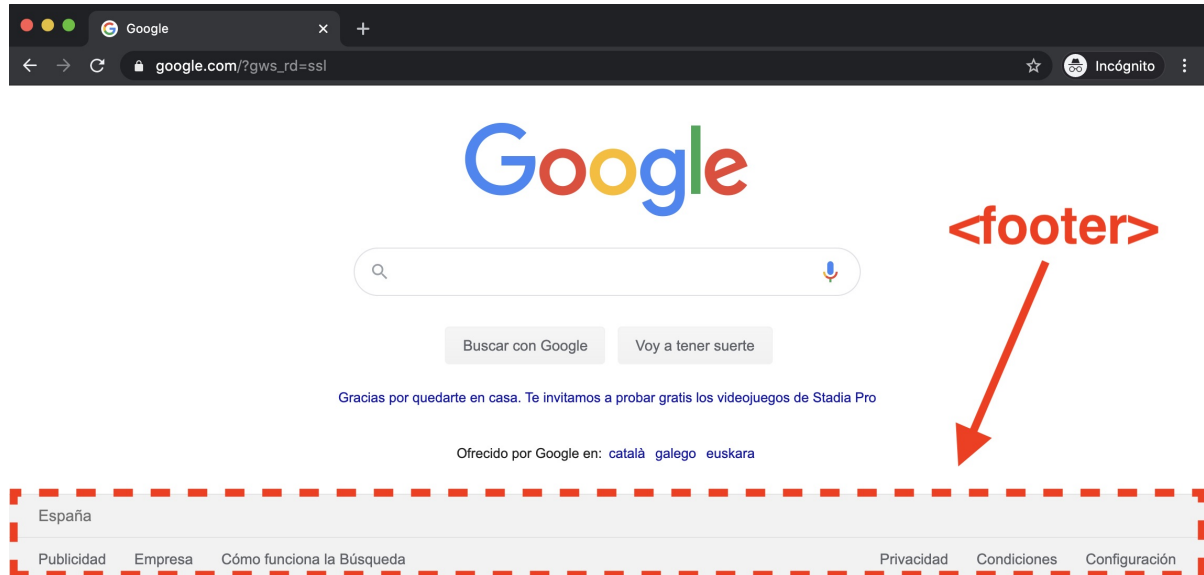 Google
google.com/?gws_rd=ssl Incógnito
Google
<footer>
Buscar con Google Voy a tener suerte
Gracias por quedarte en casa. Te invitamos a probar gratis los videojuegos de Stadia Pro
Ofrecido por Google en: català galego euskara
España
Publicidad Empresa Cómo funciona la Búsqueda Privacidad Condiciones Configuración